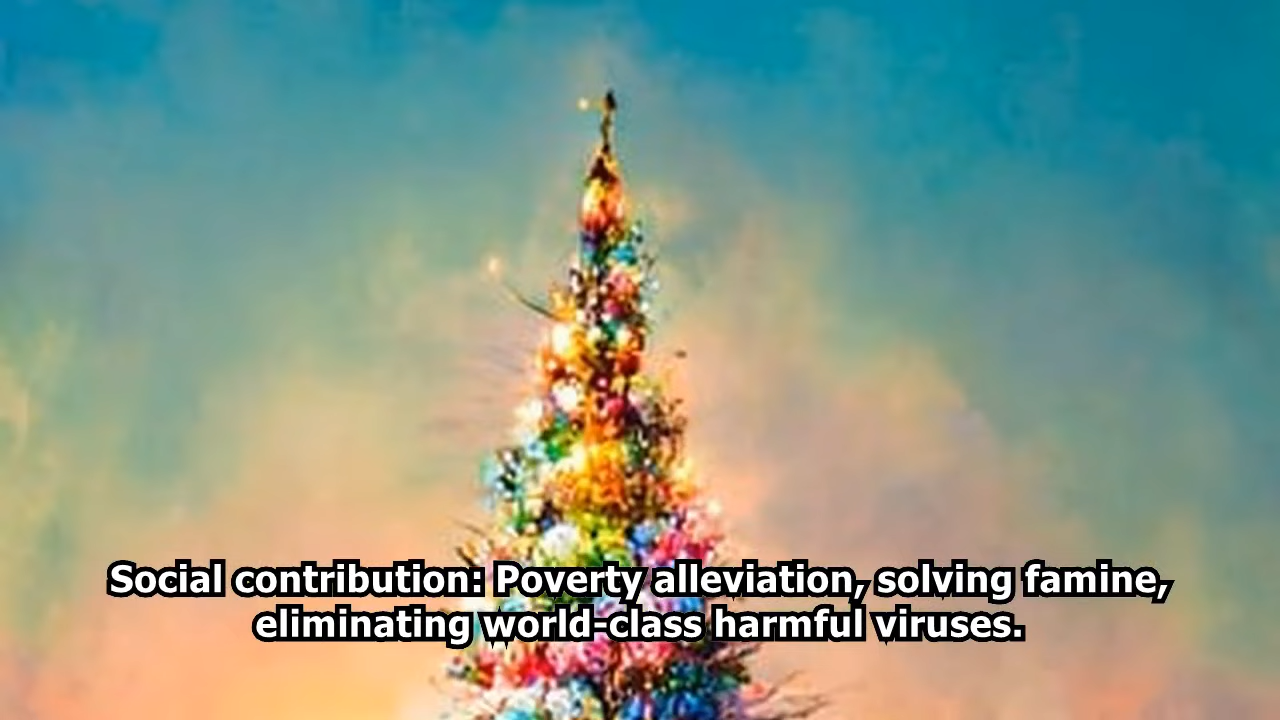 Social contribution: Poverty alleviation, solving famine,
eliminating world-class harmful viruses.